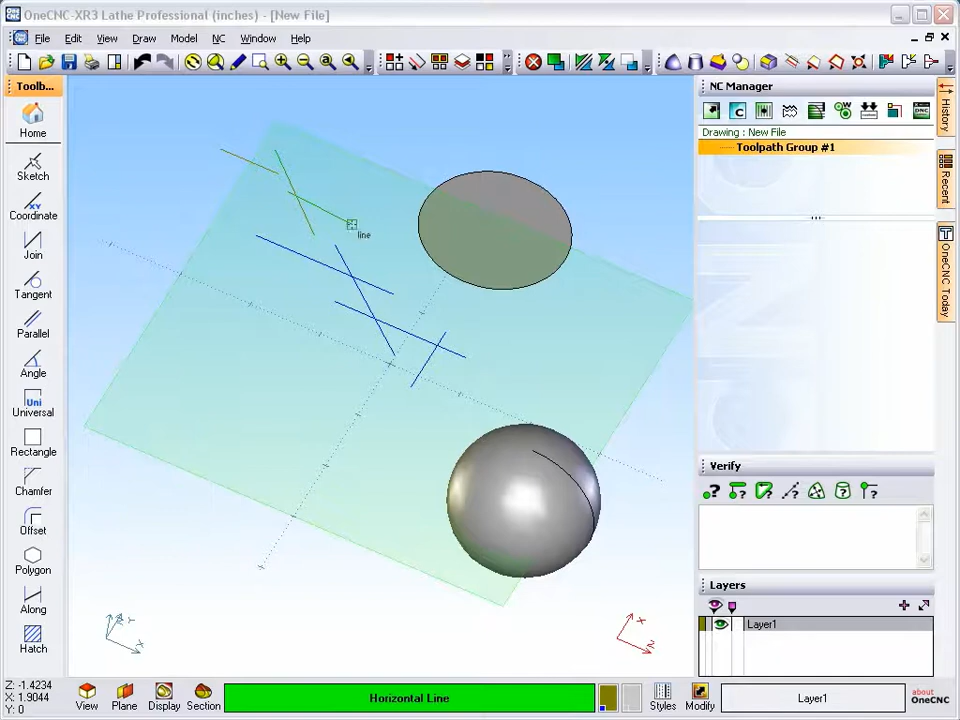 OneCNC-XR3 Lathe Professional (inches) - [New File]
File Edit View Draw Model NC Window Help
Toolb...
Home
Sketch
XY
Coordinate
Join
Tangent
Parallel
Angle
Uni
Universal
Rectangle
Chamfer
Offset
Polygon
Along
Hatch
line
Y
X
X
Z
NC Manager
Drawing : New File
Toolpath Group #1
Verify
Layers
Layer1
History
Recent
OneCNC Today
Z: -1.4234
X: 1.9044
Y: 0
View
Plane
Display
Section
Horizontal Line
Styles
Modify
Layer1
about
OneCNC